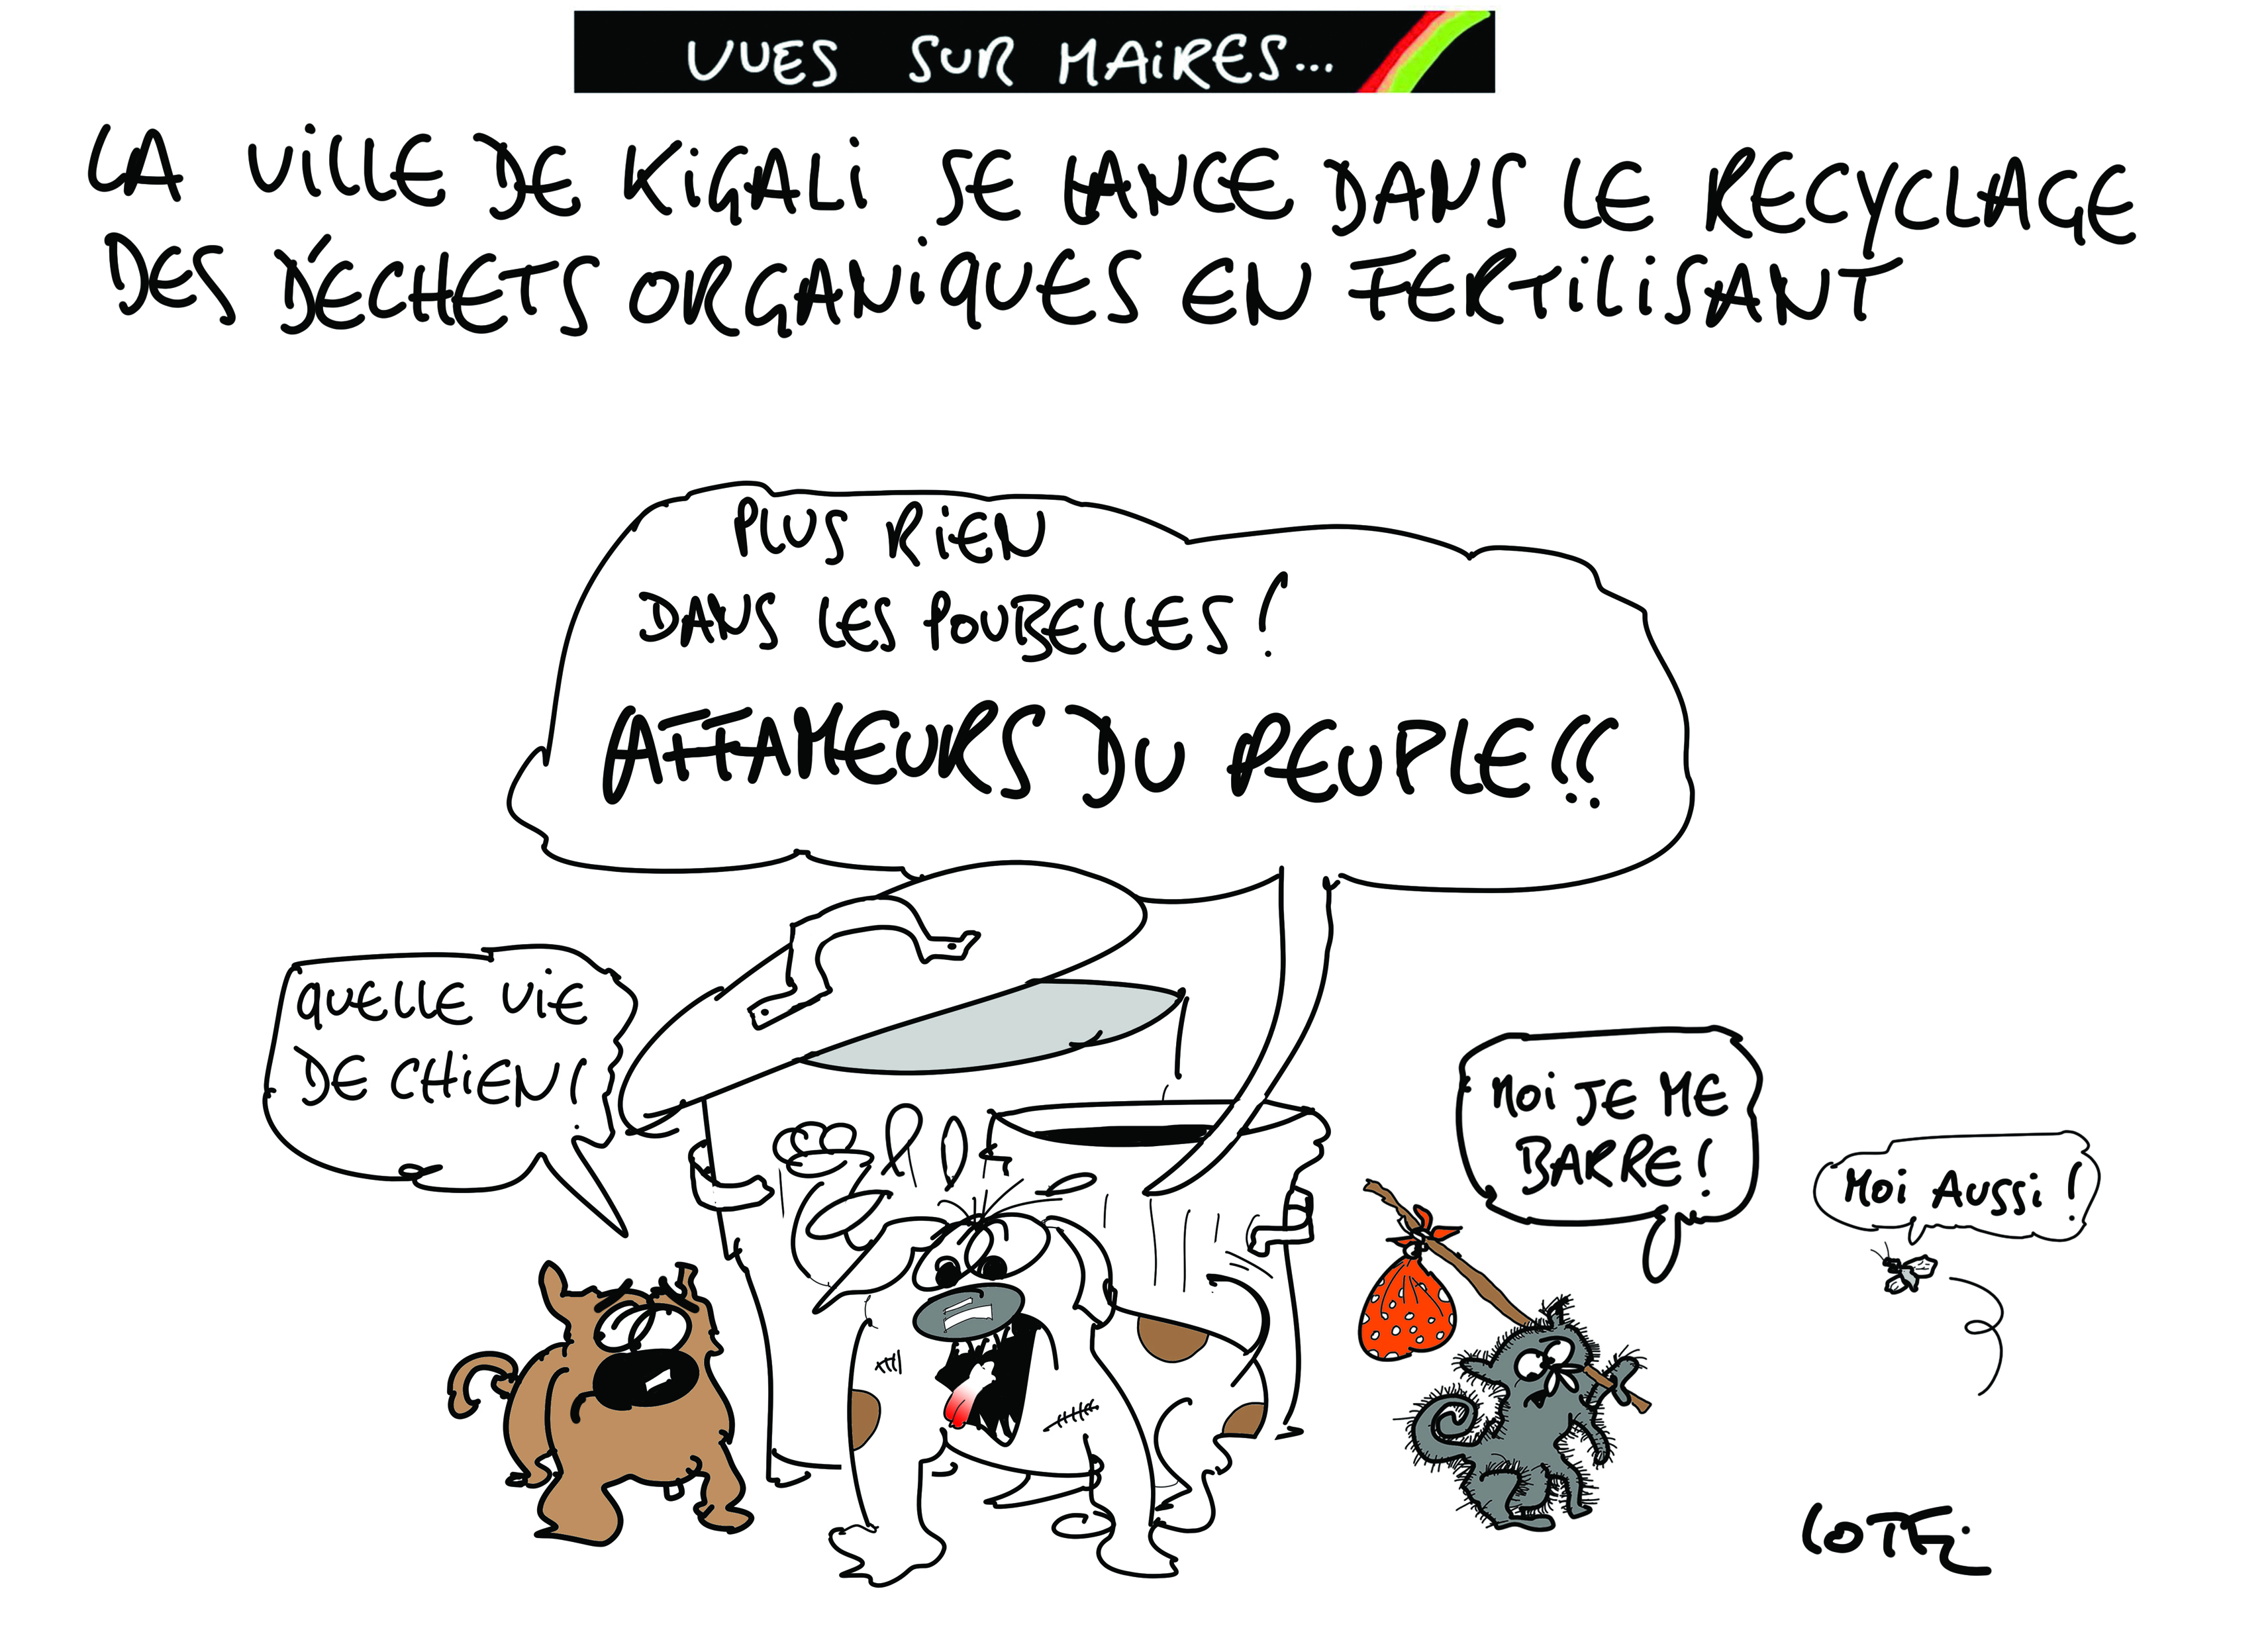 VUES SUR MAIRES...
LA VILLE DE KIGALI SE LANCE DANS LE RECYCLAGE
DES DÉCHETS ORGANIQUES EN FERTILISANT
PLUS RIEN
DANS LES POUBELLES !
AFFAMEURS DU PEUPLE !!
QUELLE VIE
DE CHIEN !
MOI JE ME
BARRE !
MOI AUSSI !
POUBELLE
LOTFI